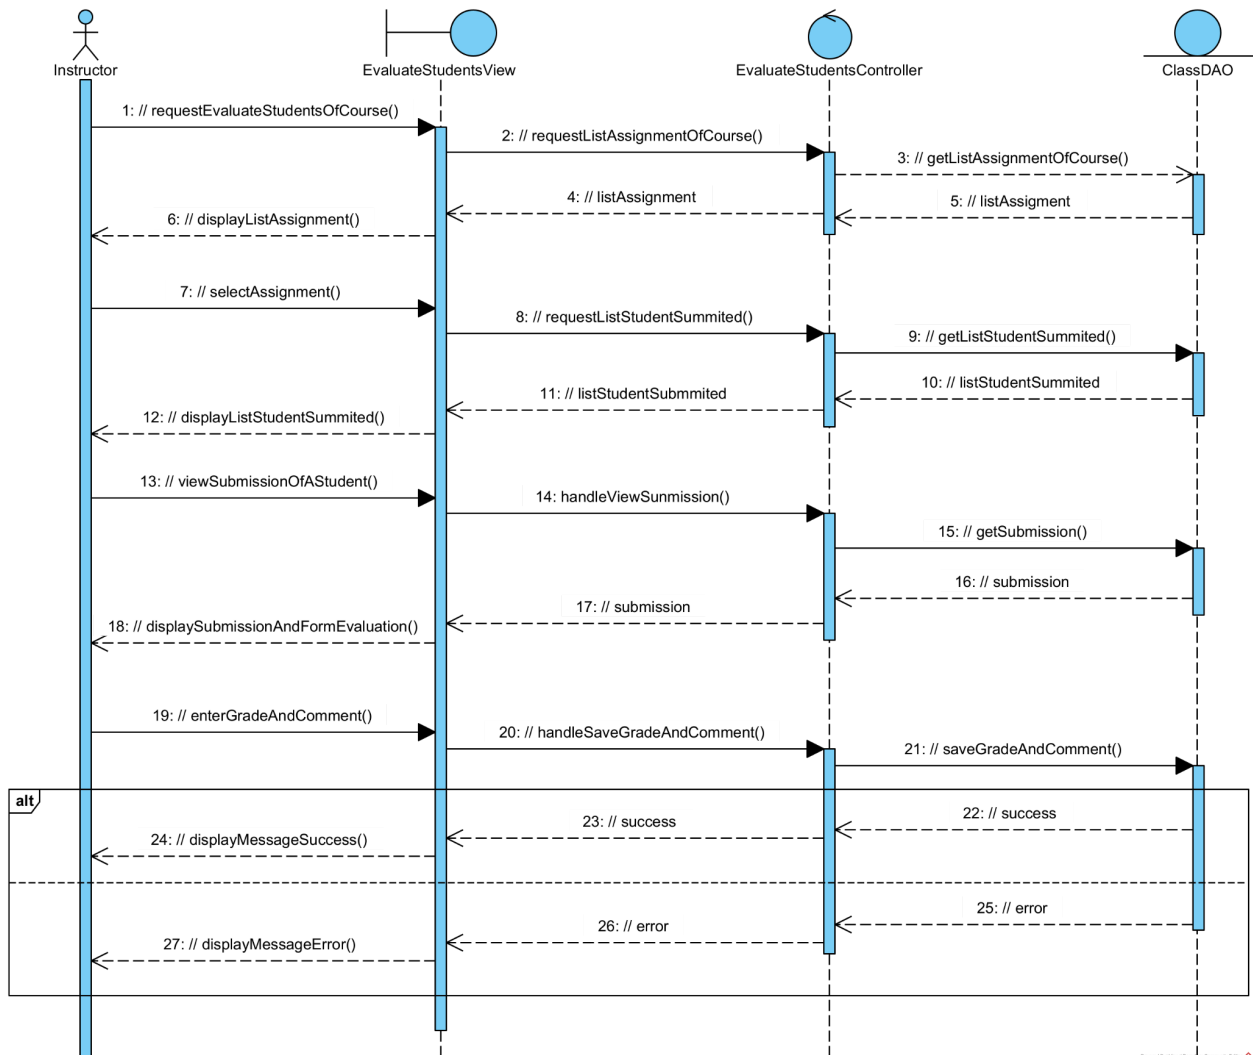 Instructor
EvaluateStudentsView
EvaluateStudentsController
ClassDAO
1: // requestEvaluateStudentsOfCourse()
2: // requestListAssignmentOfCourse()
3: // getListAssignmentOfCourse()
4: // listAssignment
5: // listAssigment
6: // displayListAssignment()
7: // selectAssignment()
8: // requestListStudentSummited()
9: // getListStudentSummited()
10: // listStudentSummited
11: // listStudentSubmmited
12: // displayListStudentSummited()
13: // viewSubmissionOfAStudent()
14: handleViewSunmission()
15: // getSubmission()
16: // submission
17: // submission
18: // displaySubmissionAndFormEvaluation()
19: // enterGradeAndComment()
20: // handleSaveGradeAndComment()
21: // saveGradeAndComment()
alt
22: // success
23: // success
24: // displayMessageSuccess()
25: // error
26: // error
27: // displayMessageError()